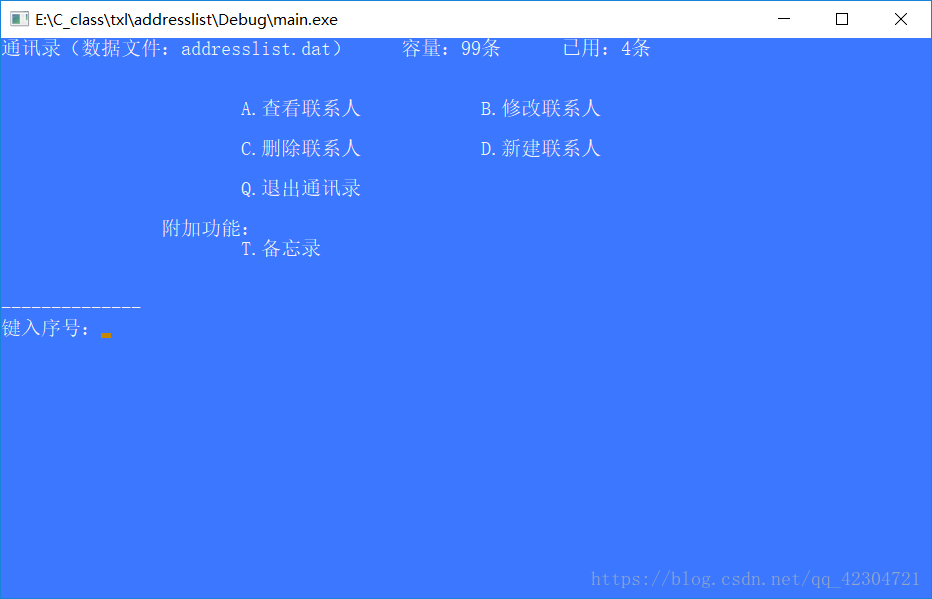 E:\C_class\txl\addresslist\Debug\main.exe
通讯录（数据文件：addresslist.dat） 容量：99条 已用：4条
A.查看联系人 B.修改联系人
C.删除联系人 D.新建联系人
Q.退出通讯录
附加功能：
T.备忘录
--------------
键入序号：
https://blog.csdn.net/qq_42304721